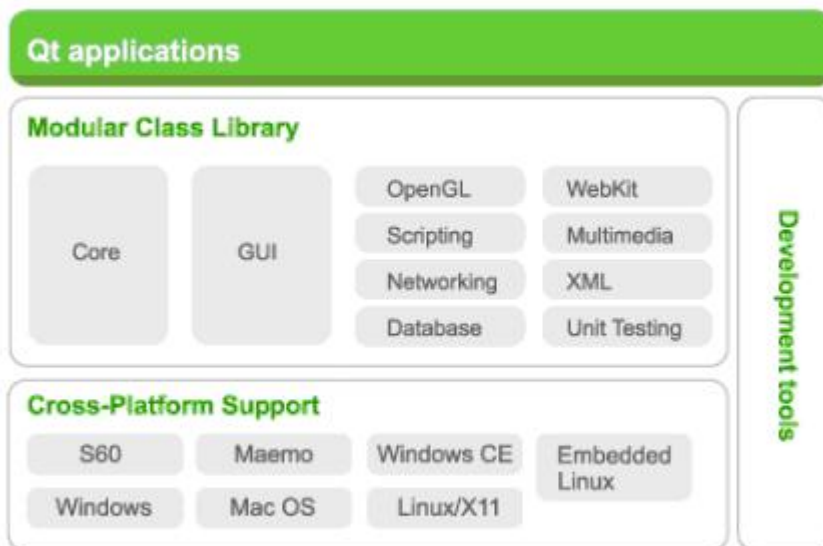 Qt applications
Modular Class Library
Core
GUI
OpenGL
WebKit
Scripting
Multimedia
Networking
XML
Database
Unit Testing
Cross-Platform Support
S60
Maemo
Windows CE
Embedded
Linux
Windows
Mac OS
Linux/X11
Development tools